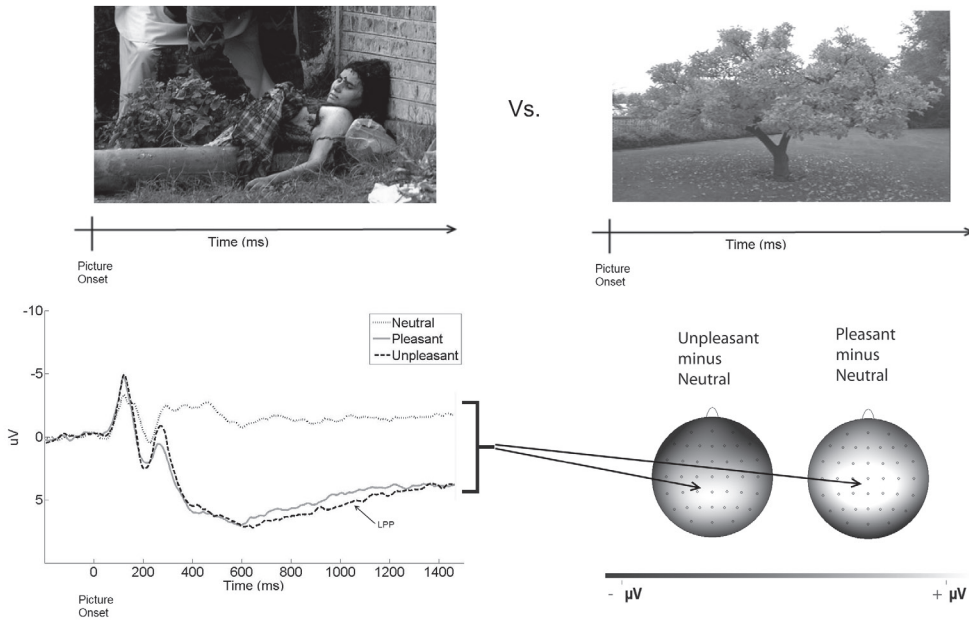 Vs.
Time (ms)
Picture
Onset
Time (ms)
Picture
Onset
-10
-5
0
5
uV
Neutral
Pleasant
Unpleasant
LPP
0
200
400
600
800
1000
1200
1400
Time (ms)
Picture
Onset
Unpleasant
minus
Neutral
Pleasant
minus
Neutral
- μV
+ μV